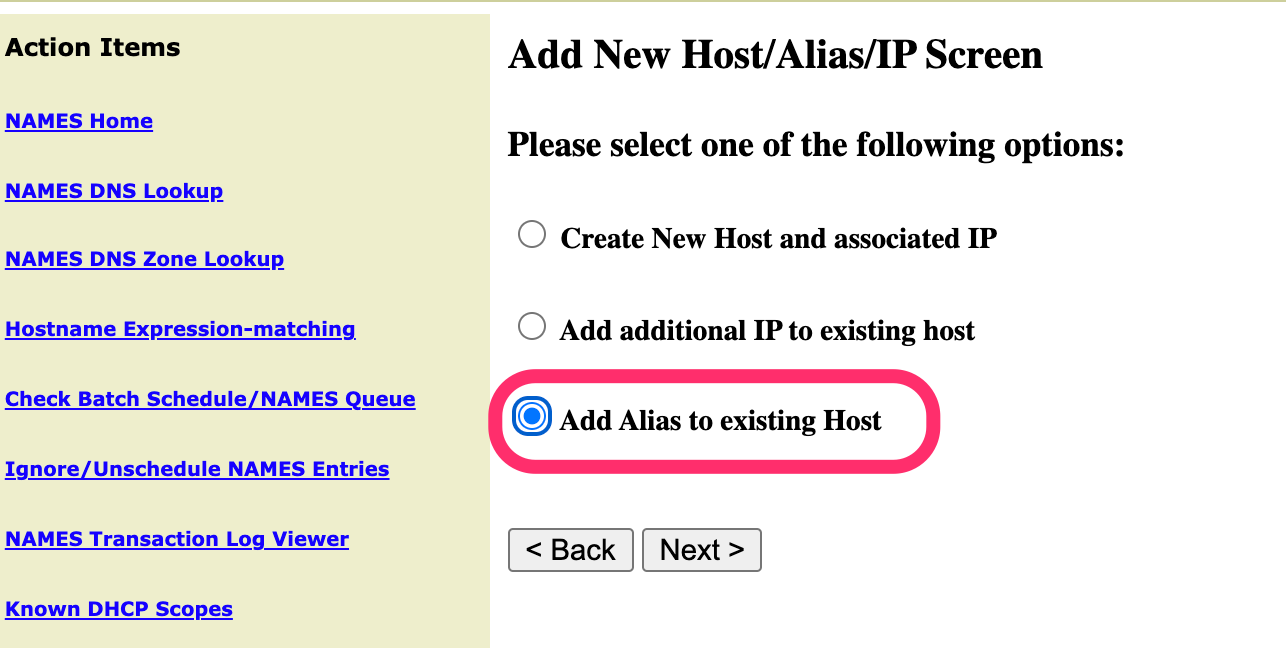 Action Items
NAMES Home
NAMES DNS Lookup
NAMES DNS Zone Lookup
Hostname Expression-matching
Check Batch Schedule/NAMES Queue
Ignore/Unschedule NAMES Entries
NAMES Transaction Log Viewer
Known DHCP Scopes
Add New Host/Alias/IP Screen
Please select one of the following options:
Create New Host and associated IP
Add additional IP to existing host
Add Alias to existing Host
< Back Next >